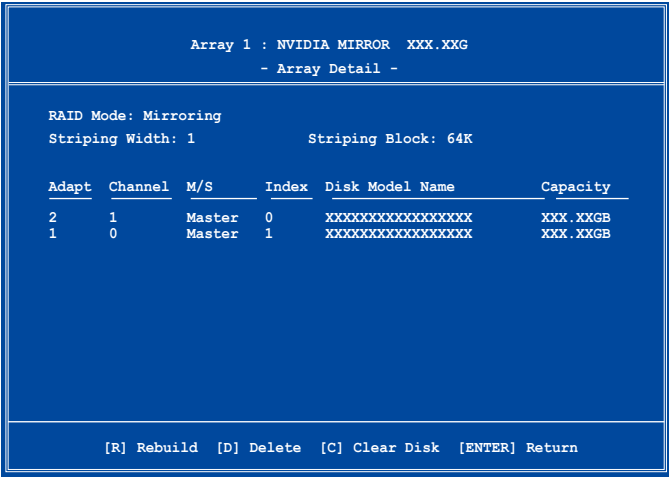 Array 1 : NVIDIA MIRROR XXX.XXG
- Array Detail -
RAID Mode: Mirroring
Striping Width: 1 Striping Block: 64K
Adapt Channel M/S Index Disk Model Name Capacity
2 1 Master 0 XXXXXXXXXXXXXXXXX XXX.XXGB
1 0 Master 1 XXXXXXXXXXXXXXXXX XXX.XXGB
[R] Rebuild [D] Delete [C] Clear Disk [ENTER] Return